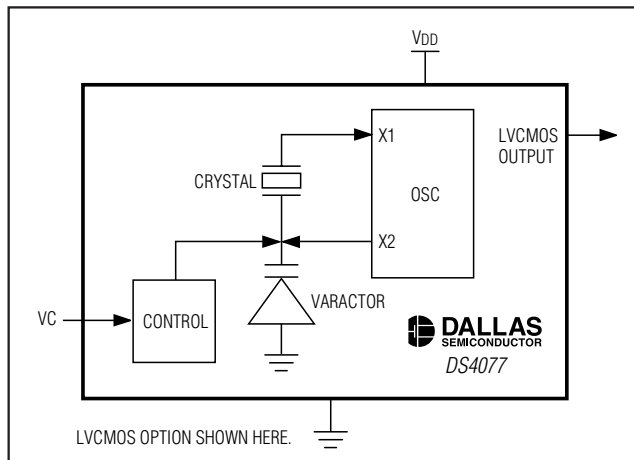 VDD
X1
LVCMOS
OUTPUT
CRYSTAL
OSC
X2
VARACTOR
VC
CONTROL
DALLAS
SEMICONDUCTOR
DS4077
LVCMOS OPTION SHOWN HERE.